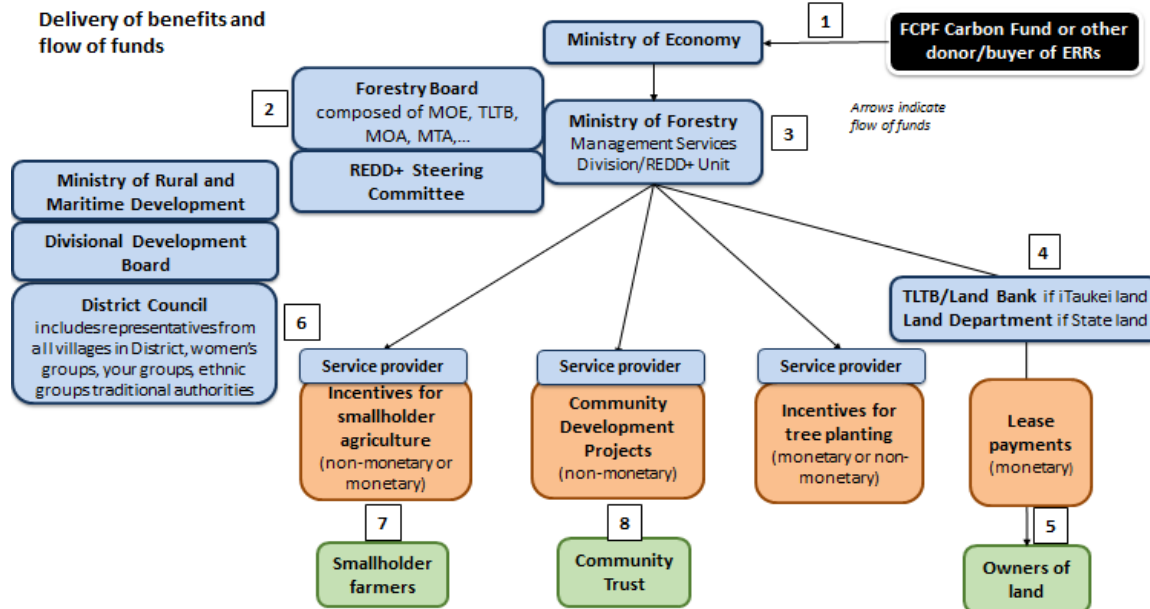 Delivery of benefits and
flow of funds
1
Ministry of Economy
FCPF Carbon Fund or other
donor/buyer of ERRs
2
Forestry Board
composed of MOE, TLTB,
MOA, MTA,...
REDD+ Steering
Committee
Ministry of Forestry
Management Services
Division/REDD+ Unit
3
Arrows indicate
flow of funds
Ministry of Rural and
Maritime Development
Divisional Development
Board
District Council
includes representatives from
all villages in District, women's
groups, your groups, ethnic
groups traditional authorities
6
4
TLTB/Land Bank if iTaukei land
Land Department if State land
Service provider
Incentives for
smallholder
agriculture
(non-monetary or
monetary)
Service provider
Community
Development
Projects
(non-monetary)
Service provider
Incentives for
tree planting
(monetary or non-
monetary)
Lease
payments
(monetary)
7
Smallholder
farmers
8
Community
Trust
5
Owners of
land